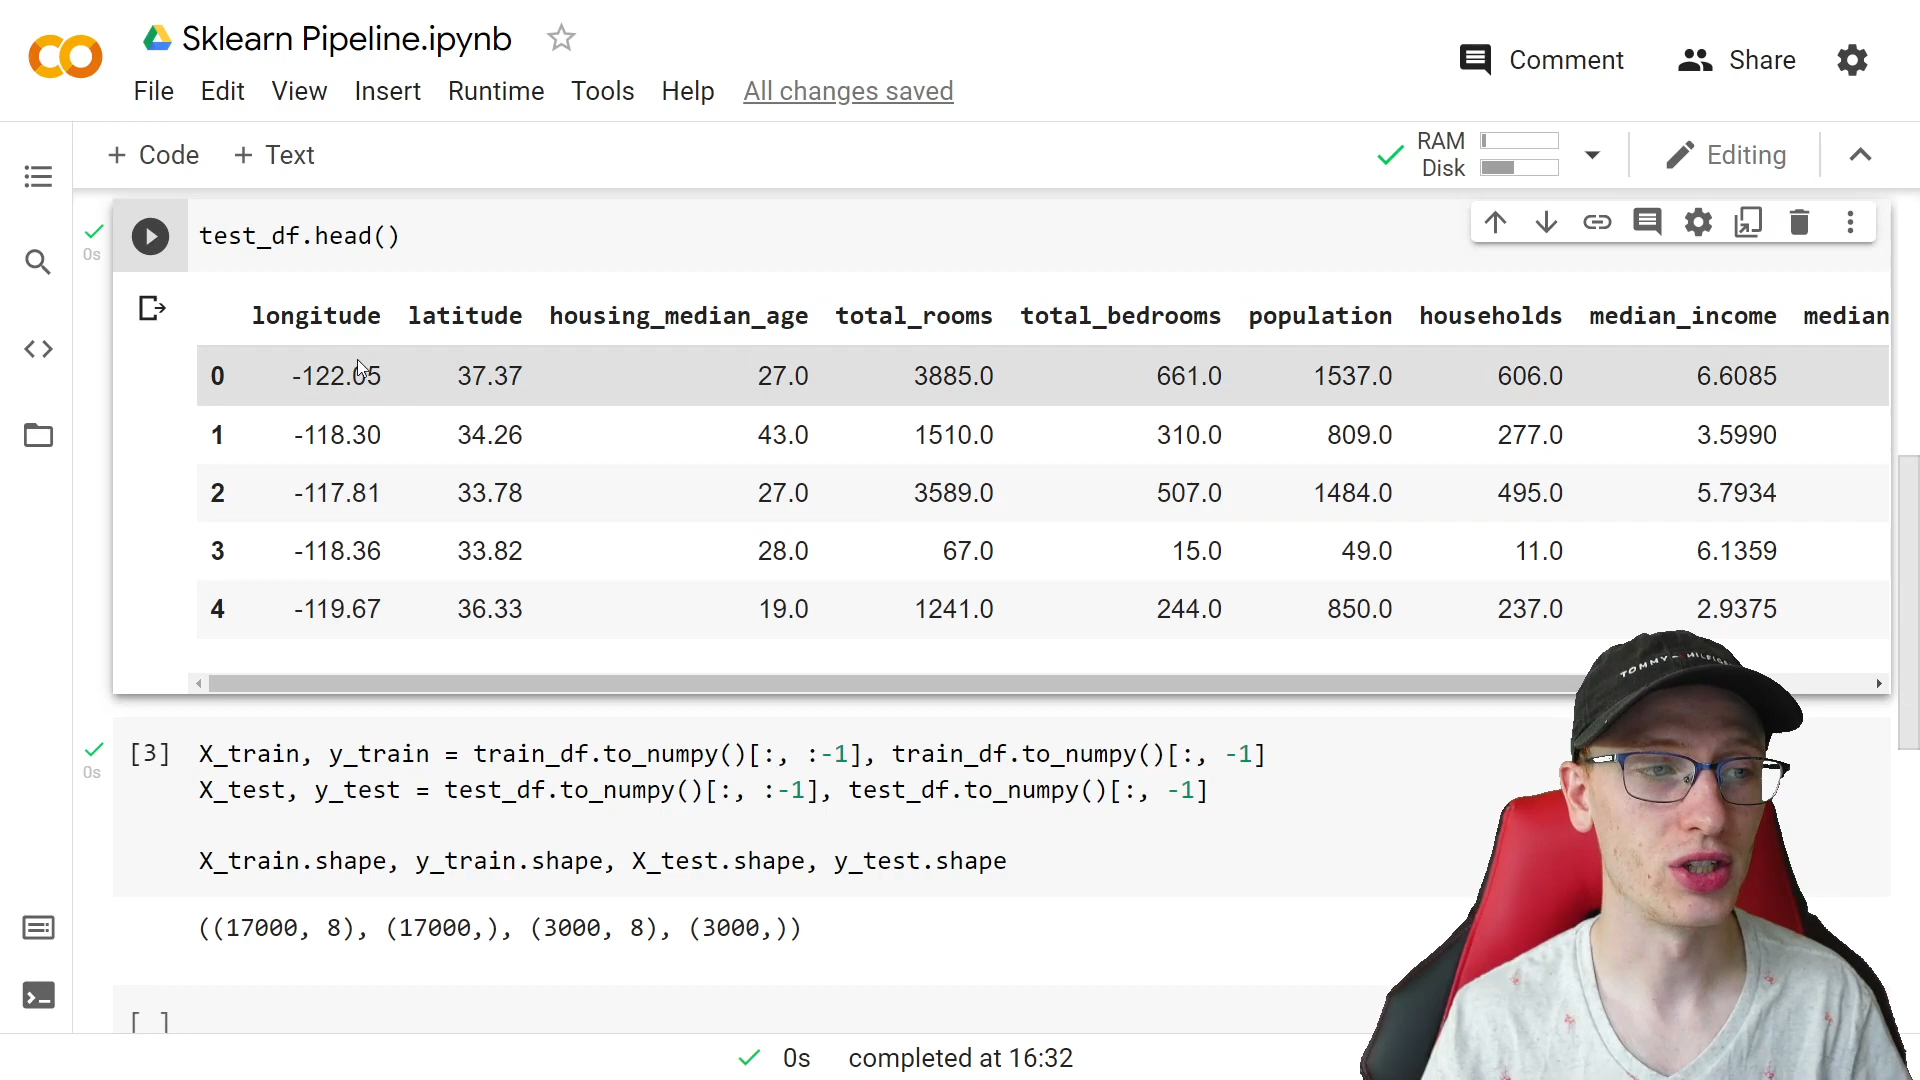 Sklearn Pipeline.ipynb
Comment
Share
File Edit View Insert Runtime Tools Help All changes saved
+ Code + Text
RAM
Disk
Editing
0s
test_df.head()
longitude latitude housing_median_age total_rooms total_bedrooms population households median_income median
0 -122.05 37.37 27.0 3885.0 661.0 1537.0 606.0 6.6085
1 -118.30 34.26 43.0 1510.0 310.0 809.0 277.0 3.5990
2 -117.81 33.78 27.0 3589.0 507.0 1484.0 495.0 5.7934
3 -118.36 33.82 28.0 67.0 15.0 49.0 11.0 6.1359
4 -119.67 36.33 19.0 1241.0 244.0 850.0 237.0 2.9375
TOMMY HILFIGER
0s
[3] X_train, y_train = train_df.to_numpy()[:, :-1], train_df.to_numpy()[:, -1]
X_test, y_test = test_df.to_numpy()[:, :-1], test_df.to_numpy()[:, -1]
X_train.shape, y_train.shape, X_test.shape, y_test.shape
((17000, 8), (17000,), (3000, 8), (3000,))
[ ]
0s completed at 16:32